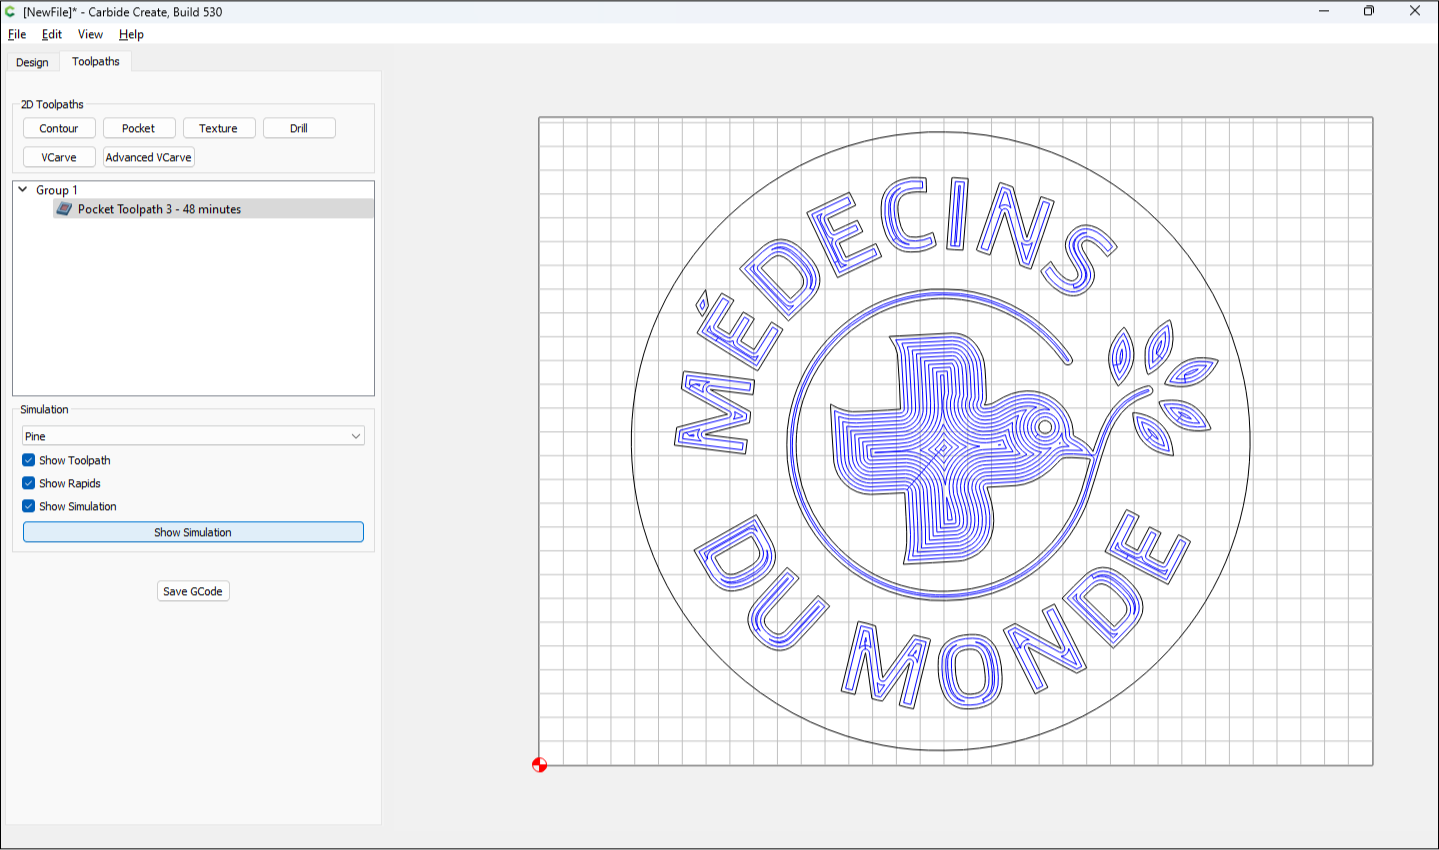 [NewFile]* - Carbide Create, Build 530
File Edit View Help
Design Toolpaths
2D Toolpaths
Contour Pocket Texture Drill
VCarve Advanced VCarve
Group 1
Pocket Toolpath 3 - 48 minutes
Simulation
Pine
Show Toolpath
Show Rapids
Show Simulation
Show Simulation
Save GCode
MÉDECINS
DU MONDE